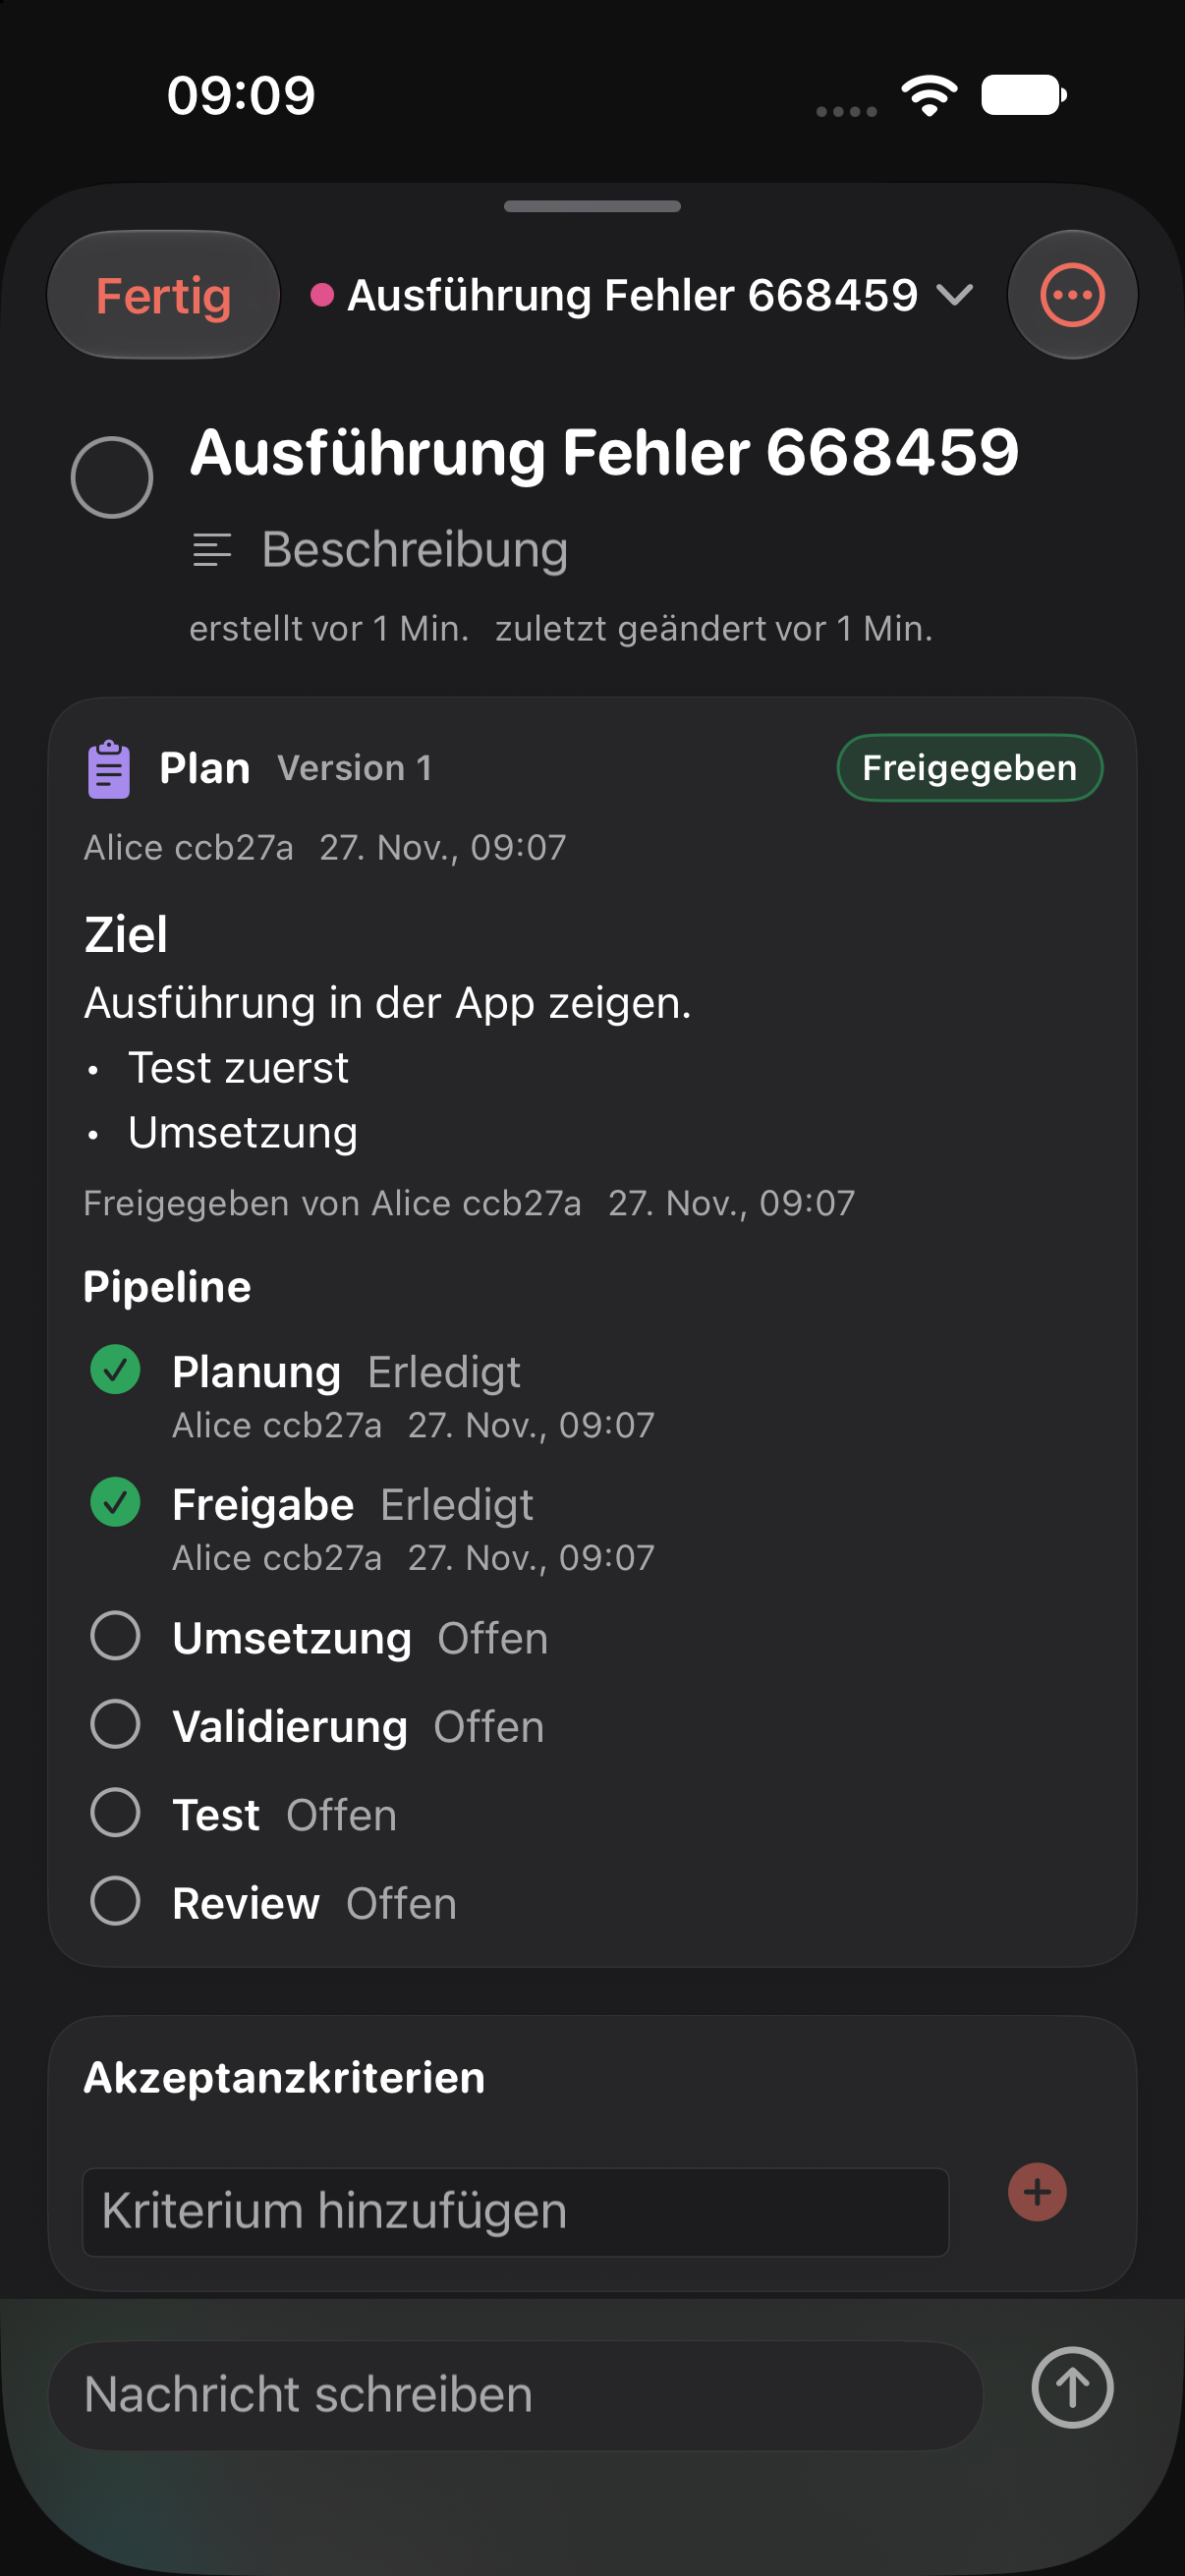 09:09
Fertig
Ausführung Fehler 668459
Ausführung Fehler 668459
Beschreibung
erstellt vor 1 Min. zuletzt geändert vor 1 Min.
Plan Version 1 Freigegeben
Alice ccb27a 27. Nov., 09:07
Ziel
Ausführung in der App zeigen.
• Test zuerst
• Umsetzung
Freigegeben von Alice ccb27a 27. Nov., 09:07
Pipeline
Planung Erledigt
Alice ccb27a 27. Nov., 09:07
Freigabe Erledigt
Alice ccb27a 27. Nov., 09:07
Umsetzung Offen
Validierung Offen
Test Offen
Review Offen
Akzeptanzkriterien
Kriterium hinzufügen
Nachricht schreiben